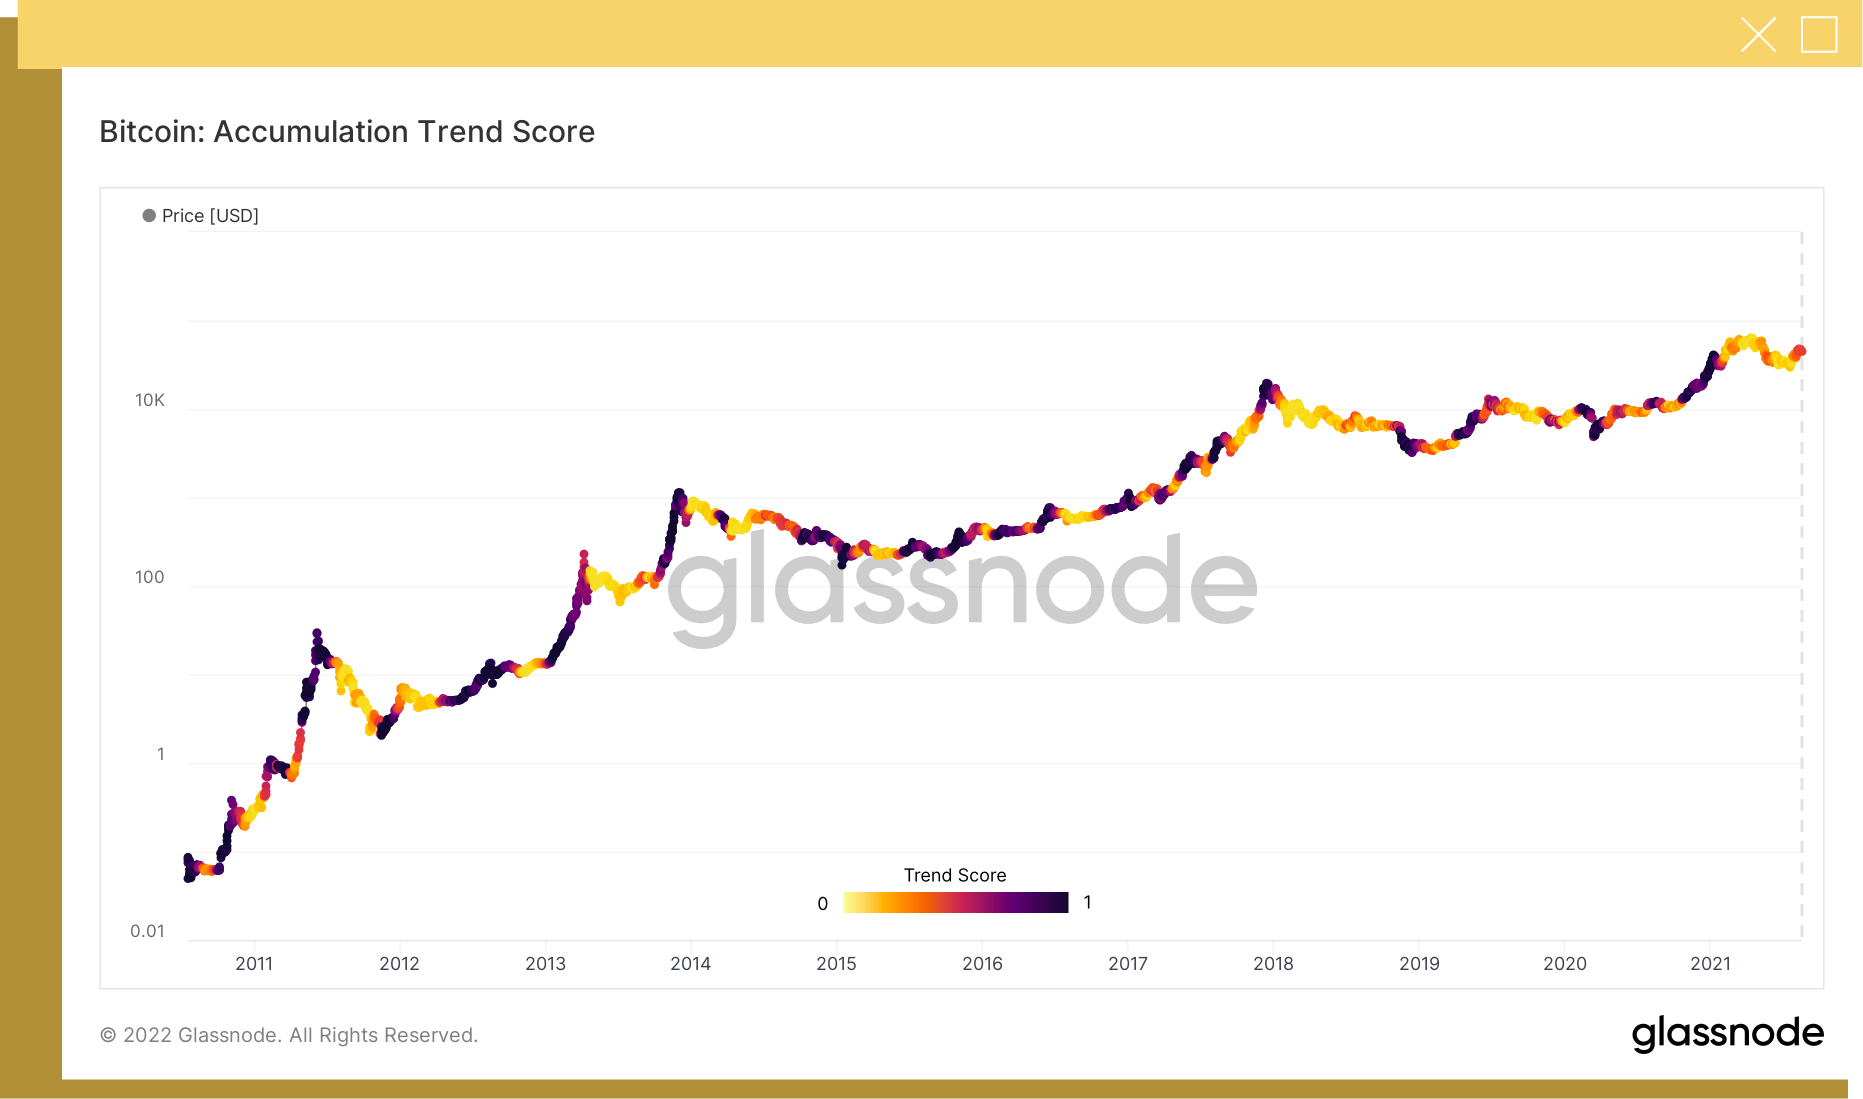 Bitcoin: Accumulation Trend Score
Price [USD]
10K
100
1
0.01
glassnode
Trend Score
0 1
2011 2012 2013 2014 2015 2016 2017 2018 2019 2020 2021
© 2022 Glassnode. All Rights Reserved.
glassnode